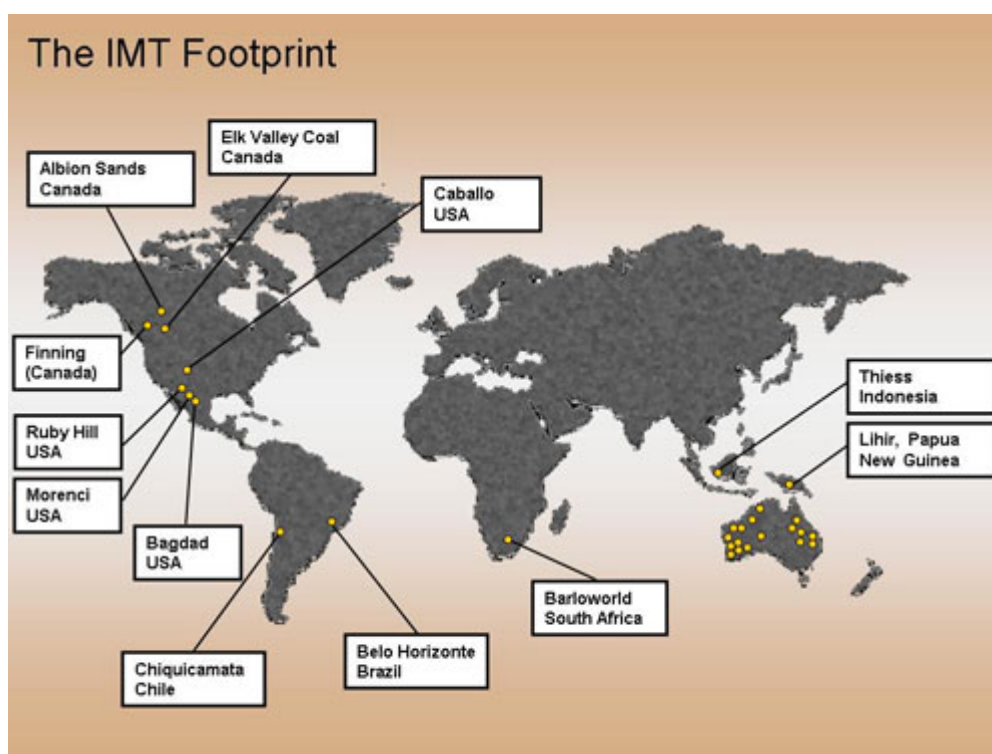 The IMT Footprint
Elk Valley Coal
Canada
Albion Sands
Canada
Caballo
USA
Finning
(Canada)
Thiess
Indonesia
Ruby Hill
USA
Lihir, Papua
New Guinea
Morenci
USA
Bagdad
USA
Barloworld
South Africa
Belo Horizonte
Brazil
Chiquicamata
Chile